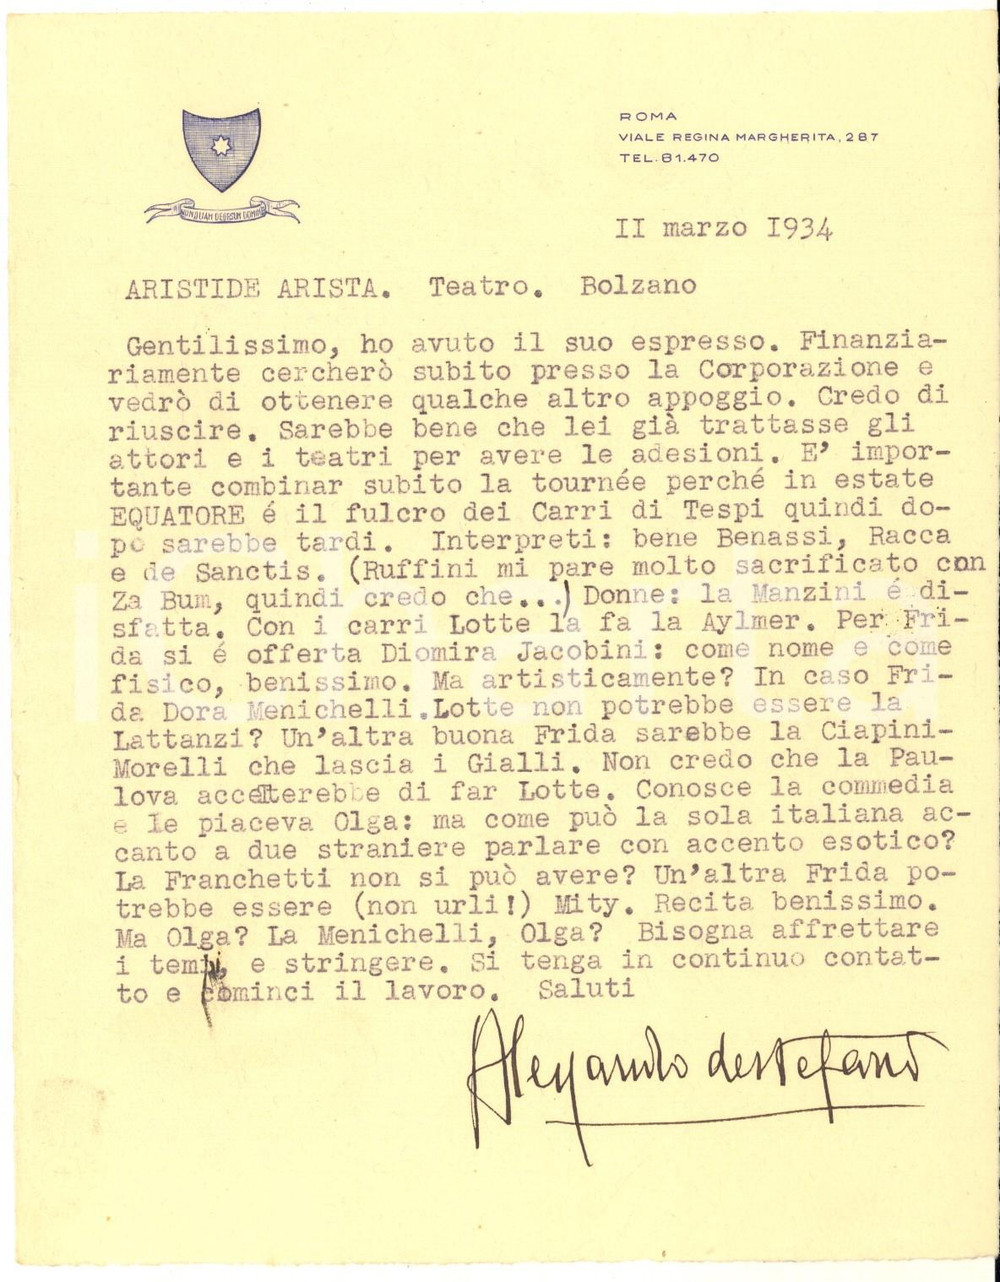 ROMA
VIALE REGINA MARGHERITA, 287
TEL. 81.470
II marzo I934
ARISTIDE ARISTA. Teatro. Bolzano
Gentilissimo, ho avuto il suo espresso. Finanzia-
riamente cercherò subito presso la Corporazione e
vedrò di ottenere qualche altro appoggio. Credo di
riuscire. Sarebbe bene che lei già trattasse gli
attori e i teatri per avere le adesioni. E' impor-
tante combinar subito la tournée perché in estate
EQUATORE é il fulcro dei Carri di Tespi quindi do-
po sarebbe tardi. Interpreti: bene Benassi, Racca
e de Sanctis. (Ruffini mi pare molto sacrificato con
Za Bum, quindi credo che...) Donne: la Manzini é di-
sfatta. Con i carri Lotte la fa la Aylmer. Per Fri-
da si é offerta Diomira Jacobini: come nome e come
fisico, benissimo. Ma artisticamente? In caso Fri-
da Dora Menichelli.Lotte non potrebbe essere la
Lattanzi? Un'altra buona Frida sarebbe la Ciapini-
Morelli che lascia i Gialli. Non credo che la Pau-
lova accetterebbe di far Lotte. Conosce la commedia
e le piaceva Olga: ma come può la sola italiana ac-
canto a due straniere parlare con accento esotico?
La Franchetti non si può avere? Un'altra Frida po-
trebbe essere (non urli!) Mity. Recita benissimo.
Ma Olga? La Menichelli, Olga? Bisogna affrettare
i tempi, e stringere. Si tenga in continuo contat-
to e cominci il lavoro. Saluti
Alessandro deStefani